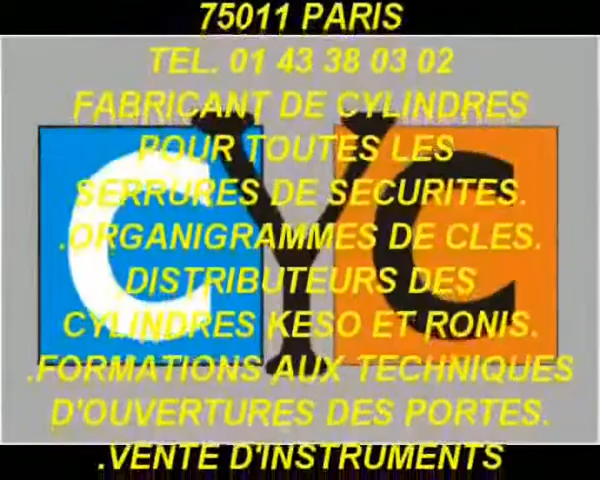 75011 PARIS
TEL. 01 43 38 03 02
FABRICANT DE CYLINDRES
POUR TOUTES LES
SERRURES DE SECURITES.
.ORGANIGRAMMES DE CLES.
.DISTRIBUTEURS DES
CYLINDRES KESO ET RONIS.
.FORMATIONS AUX TECHNIQUES
D'OUVERTURES DES PORTES.
.VENTE D'INSTRUMENTS
CYC